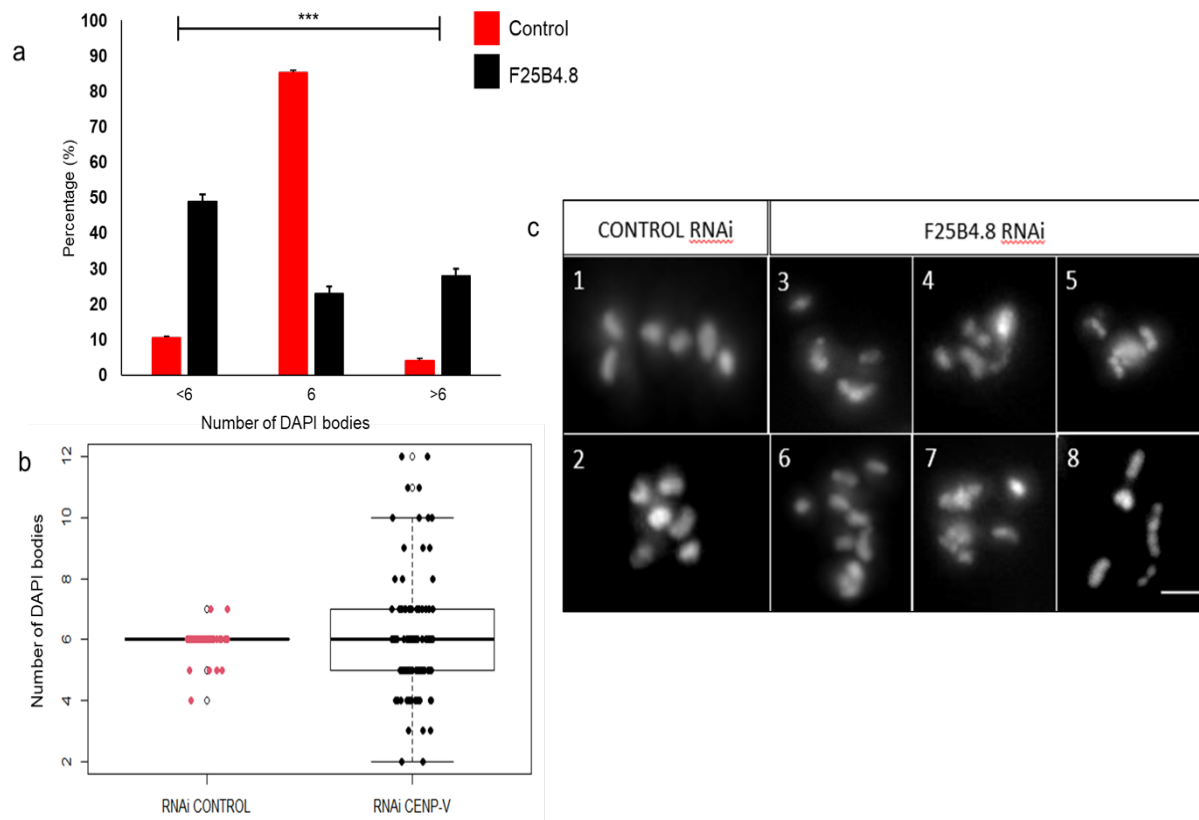 a
100
90
80
70
60
50
40
30
20
10
0
Percentage (%)
***
Control
F25B4.8
<6
6
>6
Number of DAPI bodies
b
12
10
8
6
4
2
Number of DAPI bodies
RNAi CONTROL
RNAi CENP-V
c
CONTROL RNAi
F25B4.8 RNAi
1
3
4
5
2
6
7
8